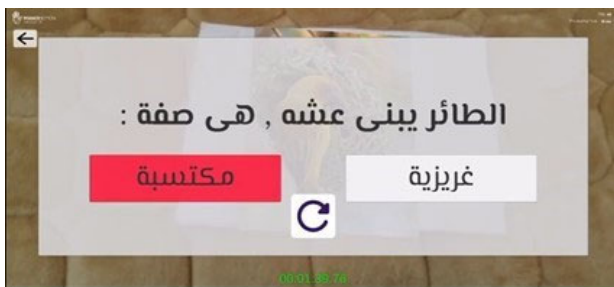 الطائر يبنى عشه , هى صفة :
غريزية
مكتسبة